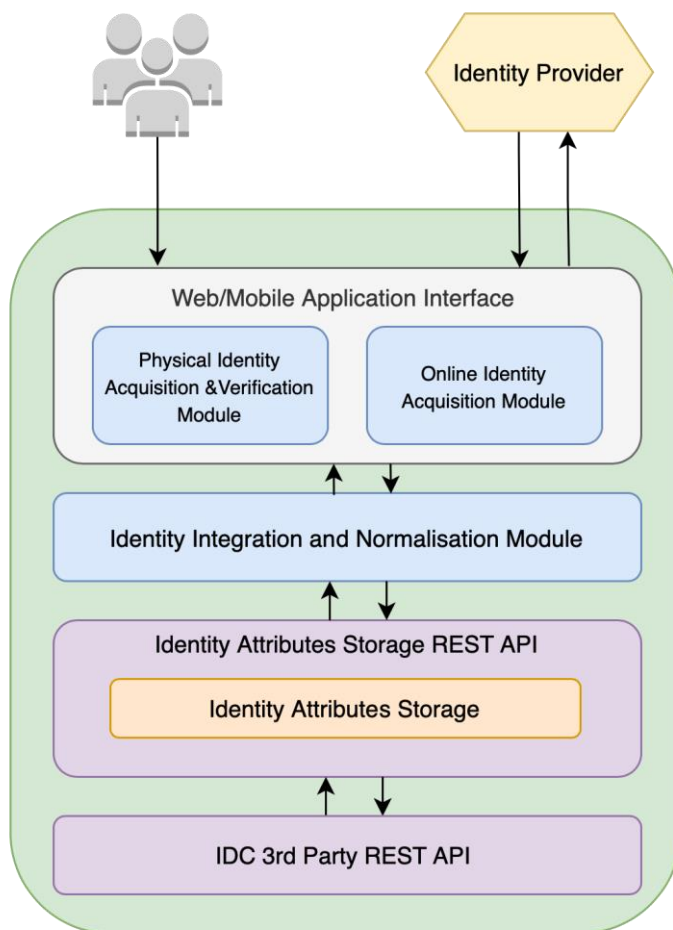 Identity Provider
Web/Mobile Application Interface
Physical Identity
Acquisition &Verification
Module
Online Identity
Acquisition Module
Identity Integration and Normalisation Module
Identity Attributes Storage REST API
Identity Attributes Storage
IDC 3rd Party REST API